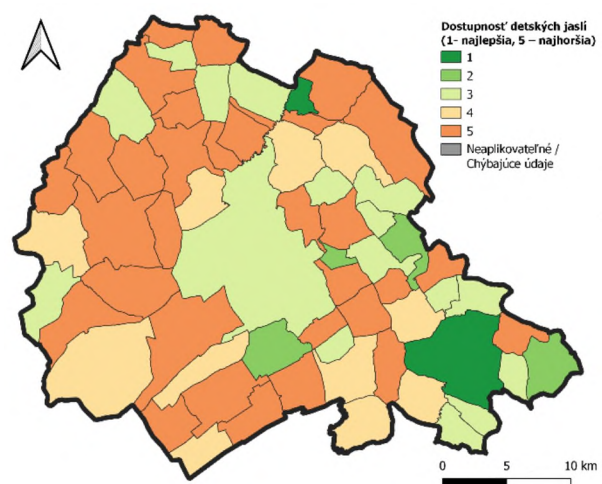 Dostupnosť detských jaslí
(1- najlepšia, 5 – najhoršia)
1
2
3
4
5
Neaplikovateľné /
Chýbajúce údaje
0 5 10 km